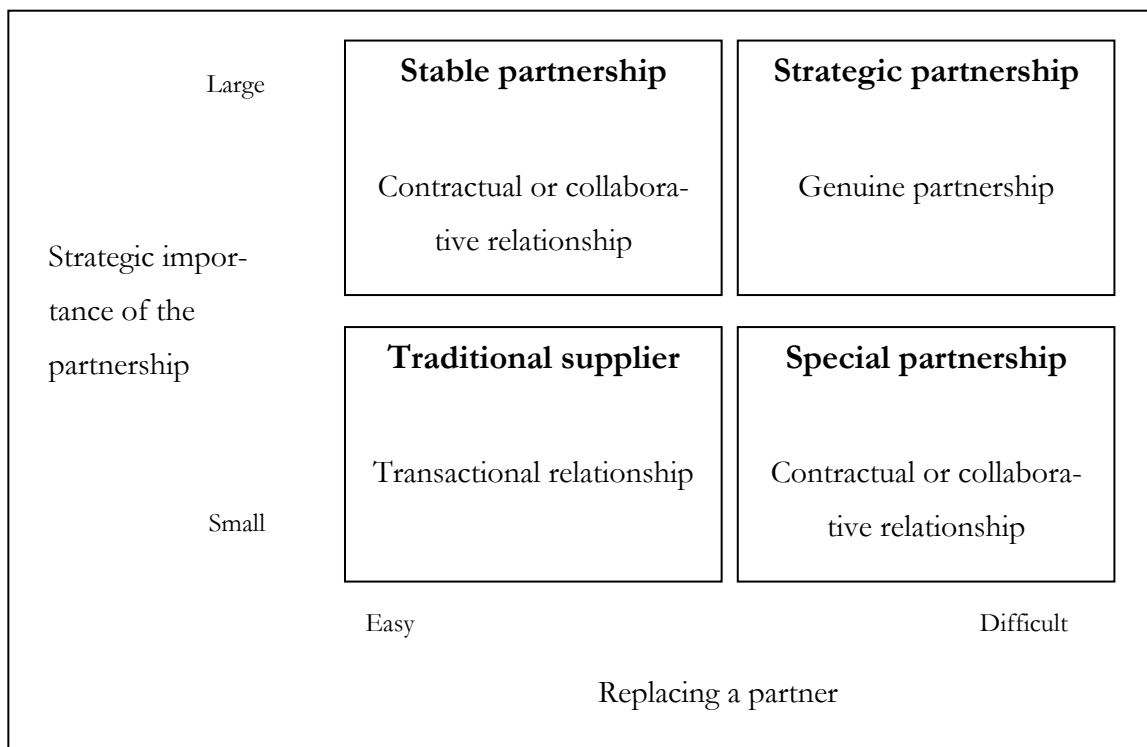 Large
Stable partnership
Contractual or collabora-
tive relationship
Strategic partnership
Genuine partnership
Strategic impor-
tance of the
partnership
Traditional supplier
Transactional relationship
Special partnership
Contractual or collabora-
tive relationship
Small
Easy
Difficult
Replacing a partner